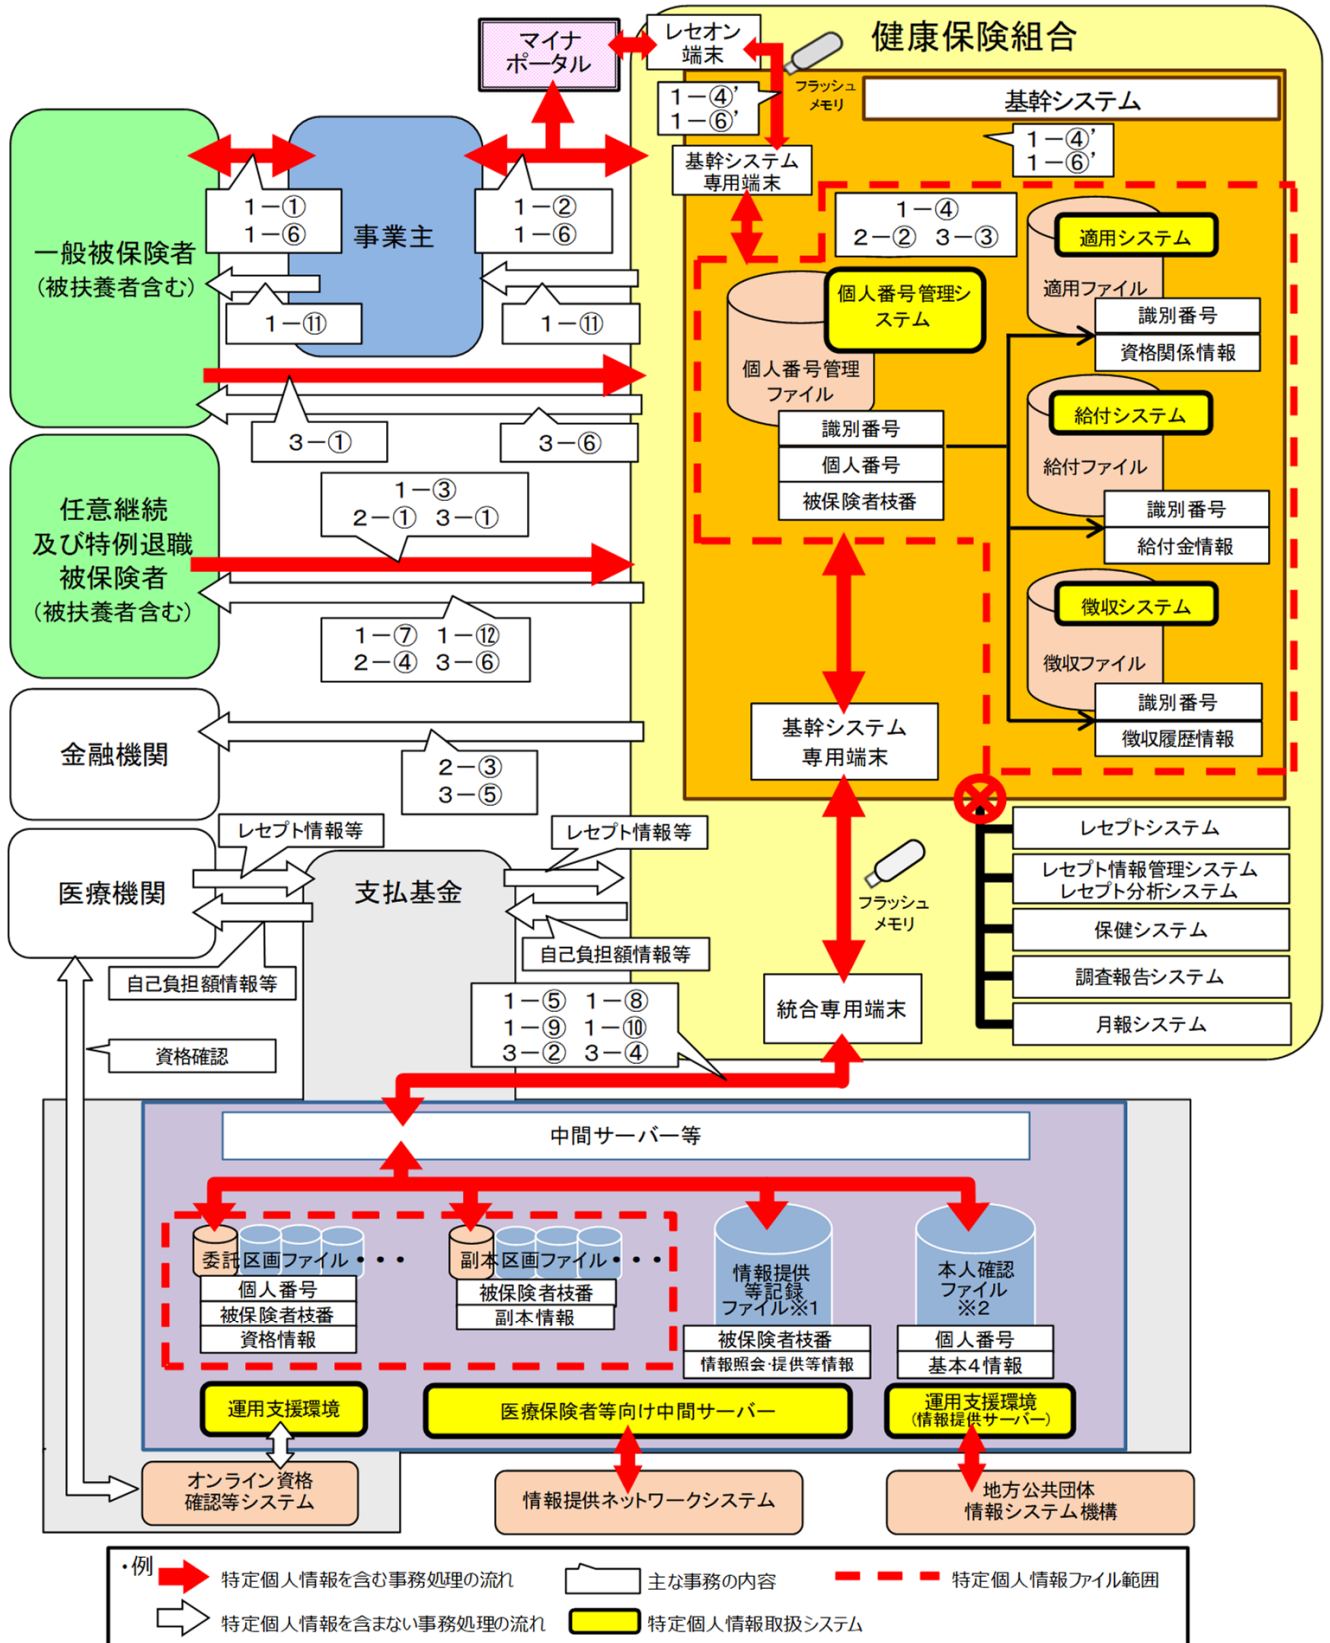 健康保険組合
マイナ
ポータル
レセオン
端末
フラッシュ
メモリ
1－④’
1－⑥’
基幹システム
1－④’
1－⑥’
基幹システム
専用端末
一般被保険者
(被扶養者含む)
1－①
1－⑥
事業主
1－②
1－⑥
1－⑪
1－⑪
3－①
3－⑥
1－④
2－② 3－③
適用システム
適用ファイル
識別番号
資格関係情報
個人番号管理シ
ステム
個人番号管理
ファイル
識別番号
個人番号
被保険者枝番
給付システム
給付ファイル
識別番号
給付金情報
徴収システム
徴収ファイル
識別番号
徴収履歴情報
任意継続
及び特例退職
被保険者
(被扶養者含む)
1－③
2－① 3－①
1－⑦ 1－⑫
2－④ 3－⑥
金融機関
2－③
3－⑤
基幹システム
専用端末
医療機関
レセプト情報等
支払基金
レセプト情報等
自己負担額情報等
自己負担額情報等
資格確認
フラッシュ
メモリ
レセプトシステム
レセプト情報管理システム
レセプト分析システム
保健システム
調査報告システム
月報システム
統合専用端末
1－⑤ 1－⑧
1－⑨ 1－⑩
3－② 3－④
中間サーバー等
委託区画ファイル・・・
個人番号
被保険者枝番
資格情報
副本区画ファイル・・・
被保険者枝番
副本情報
情報提供
等記録
ファイル※1
被保険者枝番
情報照会・提供等情報
本人確認
ファイル
※2
個人番号
基本4情報
運用支援環境
医療保険者等向け中間サーバー
運用支援環境
(情報提供サーバー)
オンライン資格
確認等システム
情報提供ネットワークシステム
地方公共団体
情報システム機構
・例
特定個人情報を含む事務処理の流れ
主な事務の内容
特定個人情報ファイル範囲
特定個人情報を含まない事務処理の流れ
特定個人情報取扱システム